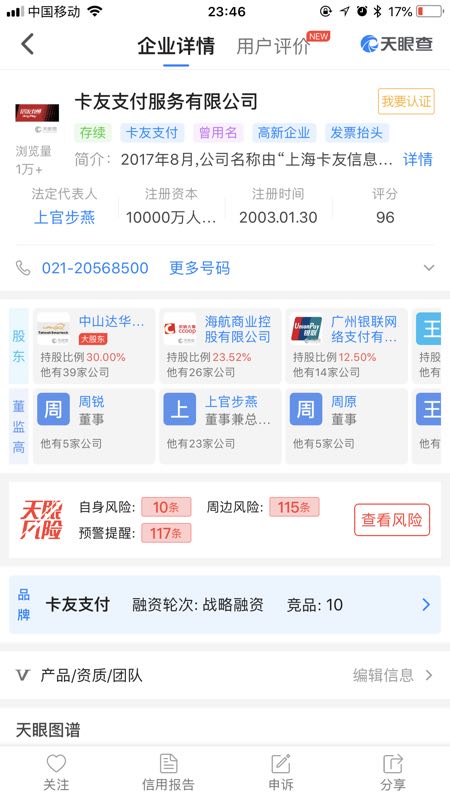 中国移动
23:46
17%
企业详情
用户评价
NEW
天眼查
卡友支付服务有限公司
我要认证
存续
卡友支付
曾用名
高新企业
发票抬头
浏览量
1万+
简介：
2017年8月,公司名称由“上海卡友信息...
详情
法定代表人
注册资本
注册时间
评分
上官步燕
10000万人...
2003.01.30
96
021-20568500
更多号码
股东
中山达华...
大股东
持股比例 30.00%
他有39家公司
海航商业控
股有限公司
持股比例 23.52%
他有26家公司
UnionPay
银联
广州银联网
络支付有...
持股比例 12.50%
他有14家公司
王
持股
他有
董监高
周
周锐
董事
他有5家公司
上
上官步燕
董事兼总...
他有23家公司
周
周原
董事
他有5家公司
王
他有
天眼
风险
自身风险:
10条
周边风险:
115条
预警提醒:
117条
查看风险
品牌
卡友支付
融资轮次: 战略融资
竞品: 10
产品/资质/团队
编辑信息
天眼图谱
关注
信用报告
申诉
分享